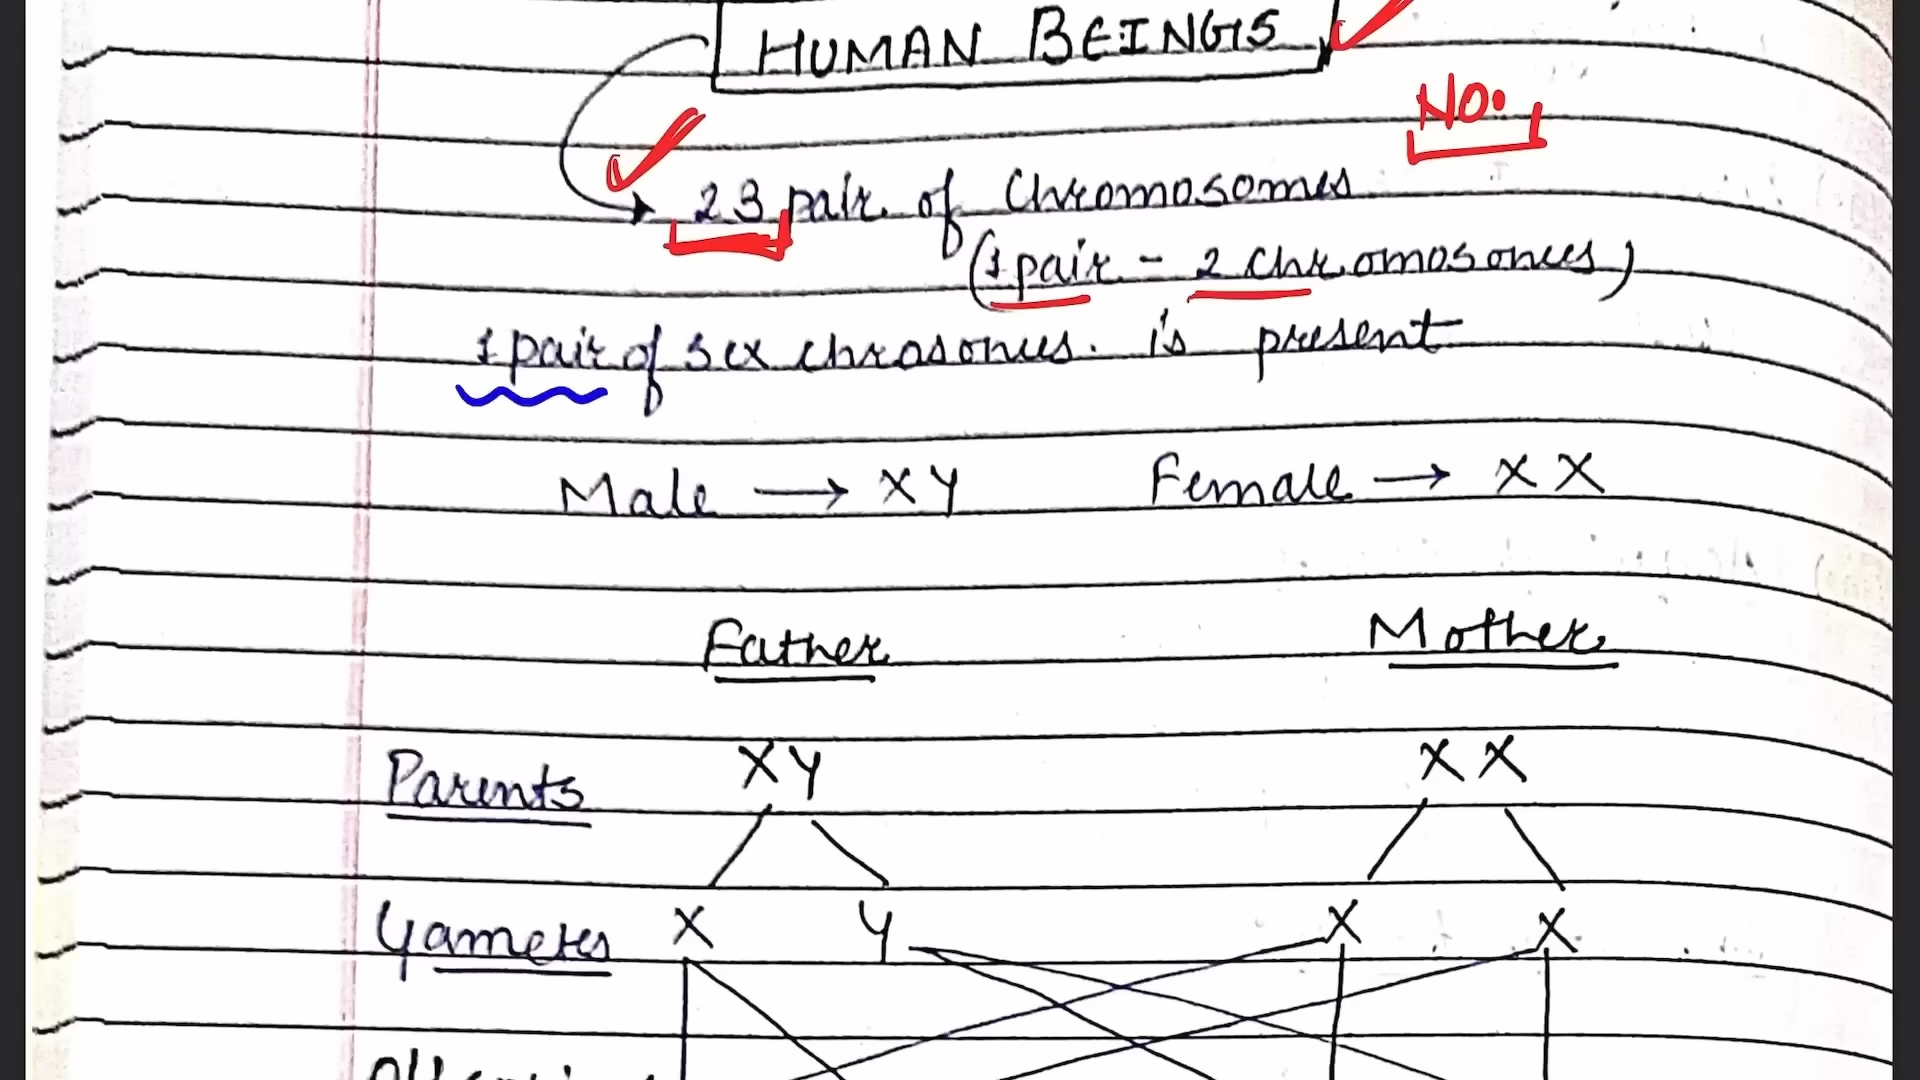 HUMAN BEINGS
NO.
23 pair of Chromosomes
(1 pair - 2 Chromosomes)
1 pair of sex chrosomes. is present
Male → XY Female → XX
Father Mother
Parents XY XX
Gametes X Y X X